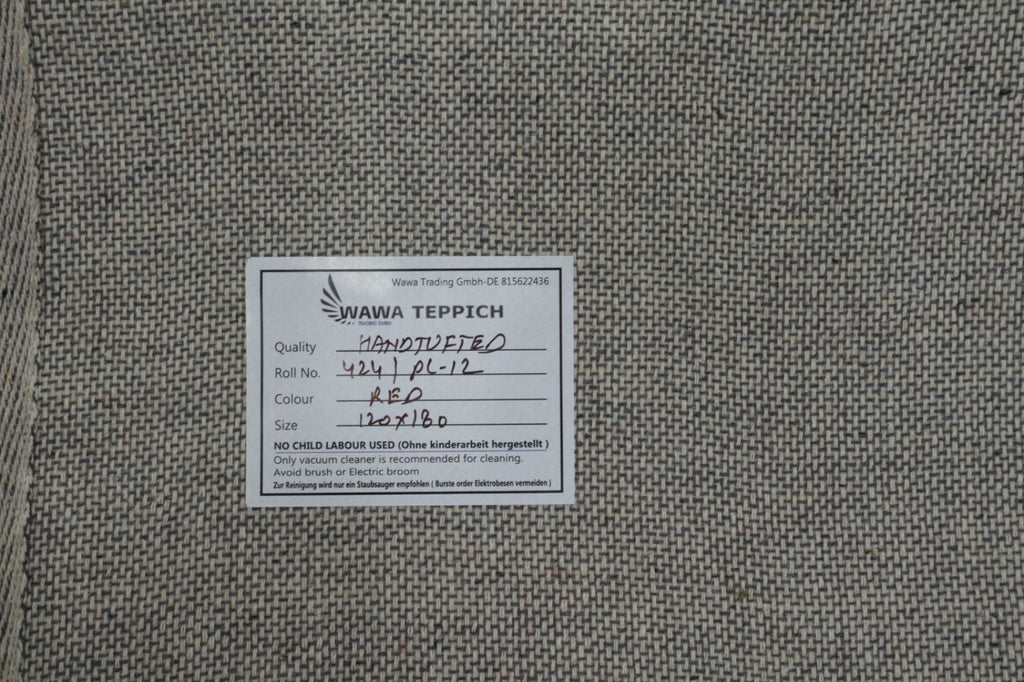 Wawa Trading Gmbh-DE 815622436
WAWA TEPPICH
TRADING GMBH
Quality HANDTUFTED
Roll No. 424 | PL-12
Colour RED
Size 120x180
NO CHILD LABOUR USED (Ohne kinderarbeit hergestellt )
Only vacuum cleaner is recommended for cleaning.
Avoid brush or Electric broom
Zur Reinigung wird nur ein Staubsauger empfohlen ( Burste order Elektrobesen vermeiden )